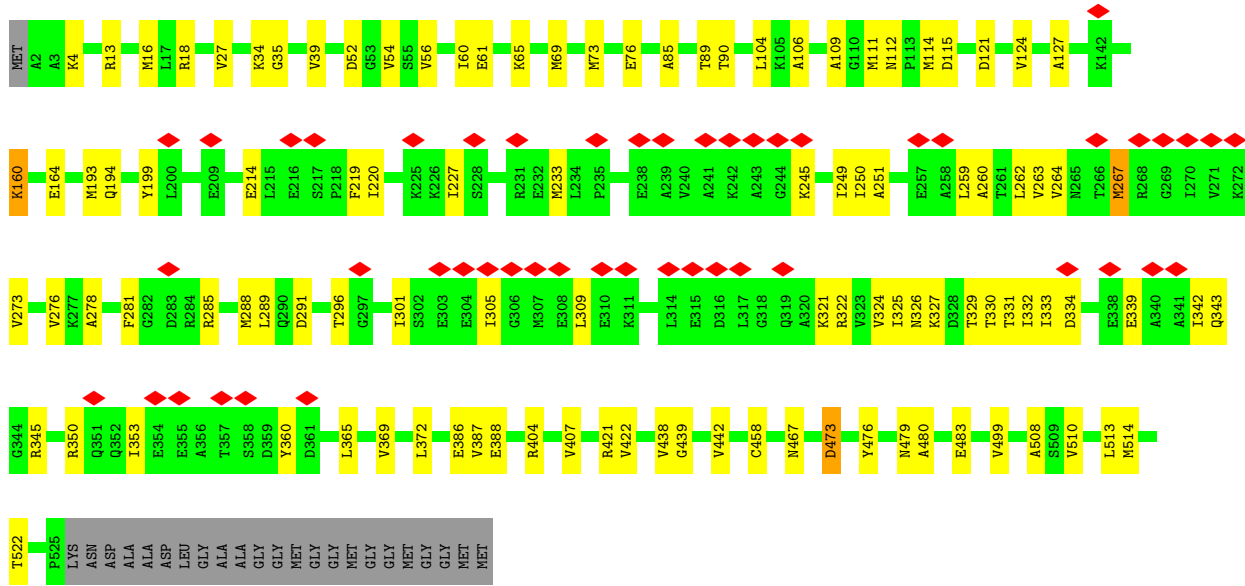 MET A2 A3 K4 R13 M16 L17 R18 V27 K34 G35 V39 D52 G53 V54 S55 V56 I60 E61 K65 M69 M73 E76 A85 T89 T90 L104 K105 A106 A109 G110 M111 N112 P113 M114 D115 D121 V124 A127 K142
K160 E164 M193 Q194 Y199 L200 E209 E214 L215 E216 S217 P218 F219 I220 K225 K226 I227 S228 R231 E232 M233 L234 P235 E238 A239 V240 A241 K242 A243 G244 K245 I249 I250 A251 E257 A258 L259 A260 T261 L262 V263 V264 N265 T266 M267 R268 G269 I270 V271 K272
V273 V276 K277 A278 F281 G282 D283 R284 R285 M288 L289 Q290 D291 T296 G297 I301 S302 E303 E304 I305 G306 M307 E308 L309 E310 K311 L314 E315 D316 L317 G318 Q319 A320 K321 R322 V323 V324 I325 N326 K327 D328 T329 T330 T331 I332 I333 D334 E338 E339 A340 A341 I342 Q343
G344 R345 R350 Q351 Q352 I353 E354 E355 A356 T357 S358 D359 Y360 D361 L365 V369 L372 E386 V387 E388 R404 V407 R421 V422 V438 G439 V442 C458 N467 D473 Y476 N479 A480 E483 V499 A508 S509 V510 L513 M514
T522 P525 LYS ASN ASP ALA ALA ASP LEU GLY ALA ALA GLY GLY MET GLY GLY MET GLY GLY MET MET